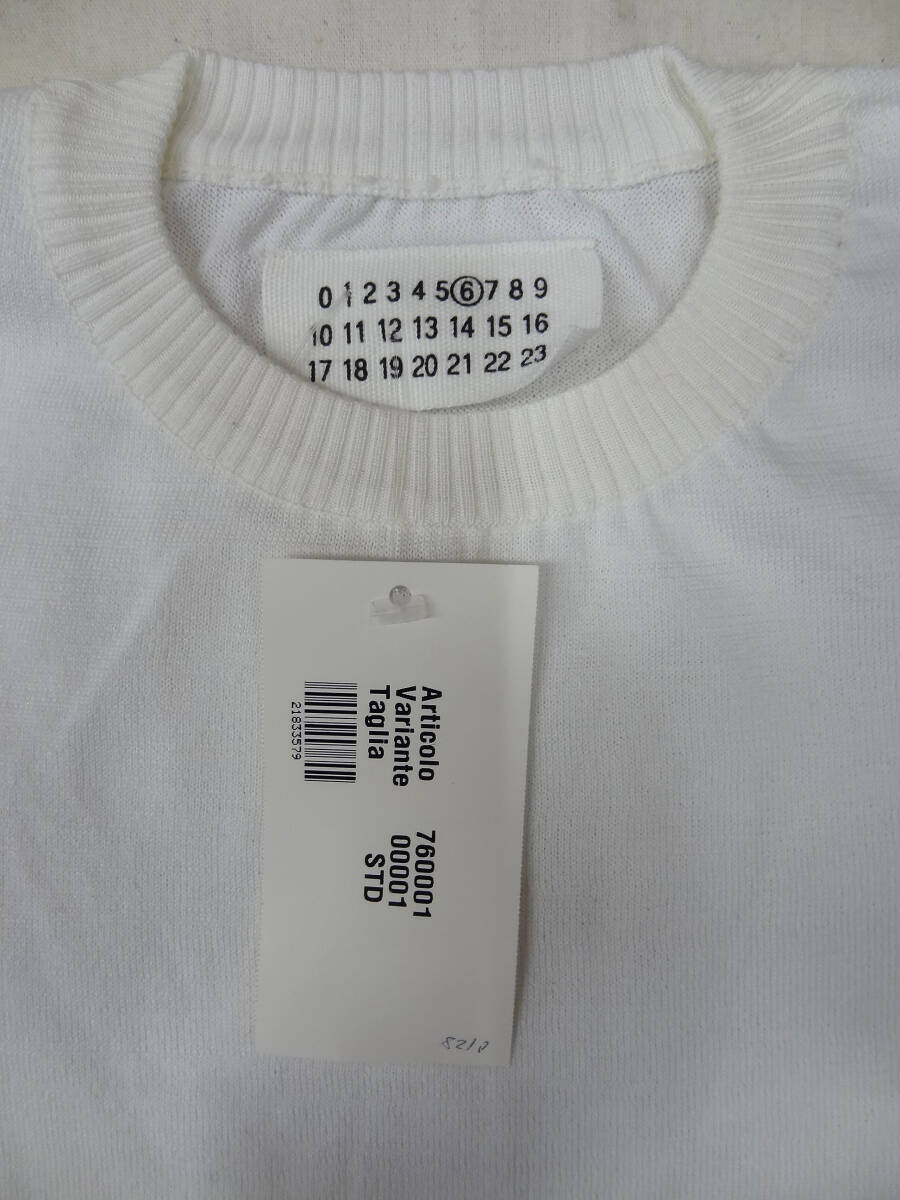 0 1 2 3 4 5 6 7 8 9
10 11 12 13 14 15 16
17 18 19 20 21 22 23
Articolo 760001
Variante 00001
Taglia STD
21833579